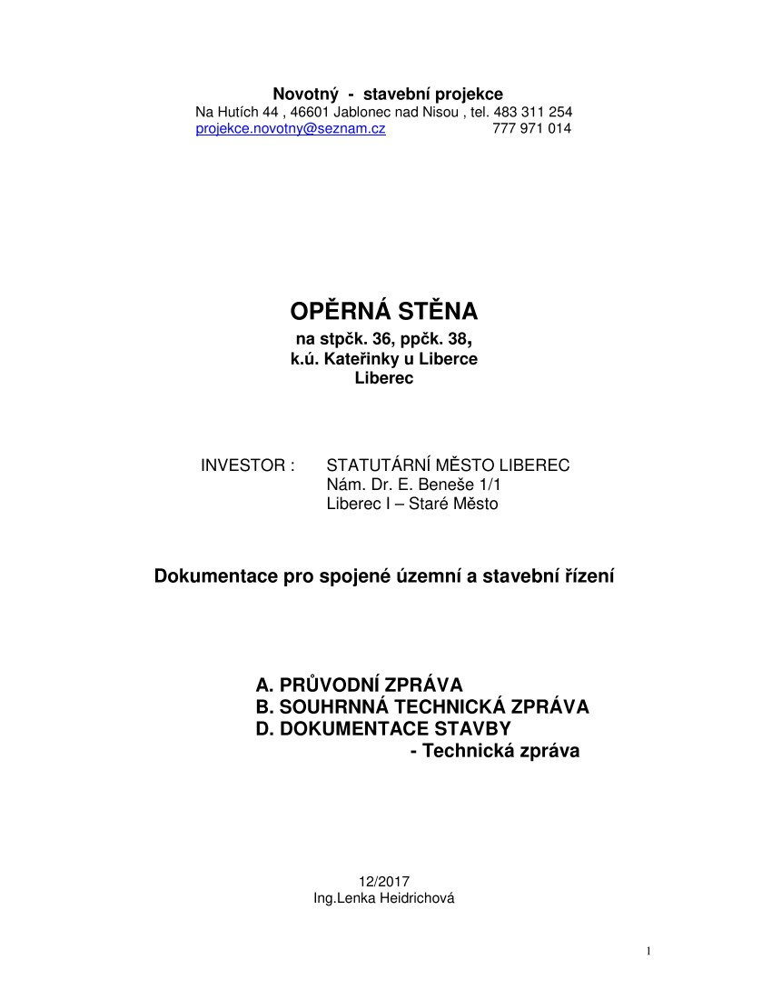 Novotný - stavební projekce
Na Hutích 44 , 46601 Jablonec nad Nisou , tel. 483 311 254
projekce.novotny@seznam.cz 777 971 014
OPĚRNÁ STĚNA
na stpčk. 36, ppčk. 38,
k.ú. Kateřinky u Liberce
Liberec
INVESTOR : STATUTÁRNÍ MĚSTO LIBEREC
Nám. Dr. E. Beneše 1/1
Liberec I – Staré Město
Dokumentace pro spojené územní a stavební řízení
A. PRŮVODNÍ ZPRÁVA
B. SOUHRNNÁ TECHNICKÁ ZPRÁVA
D. DOKUMENTACE STAVBY
- Technická zpráva
12/2017
Ing.Lenka Heidrichová
1